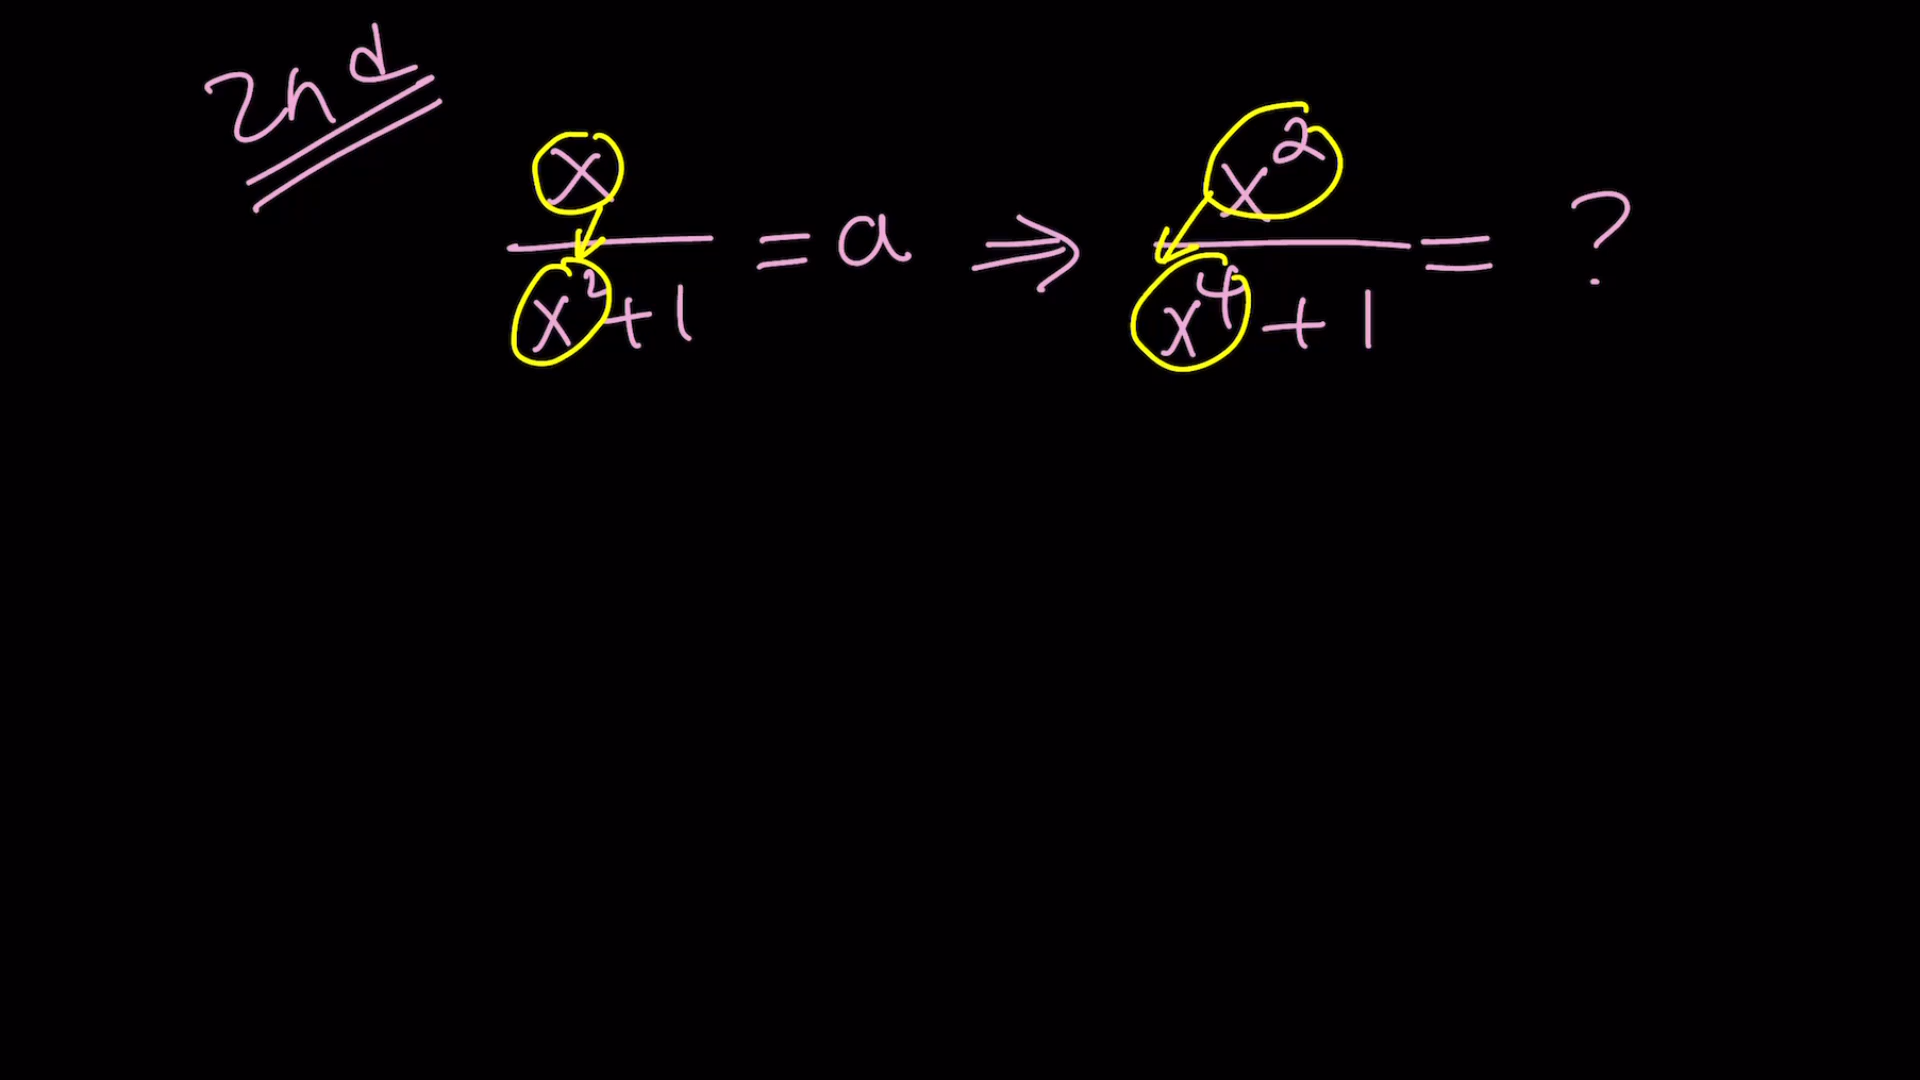 2nd
x/(x²+1) = a ⇒ x²/(x⁴+1) = ?